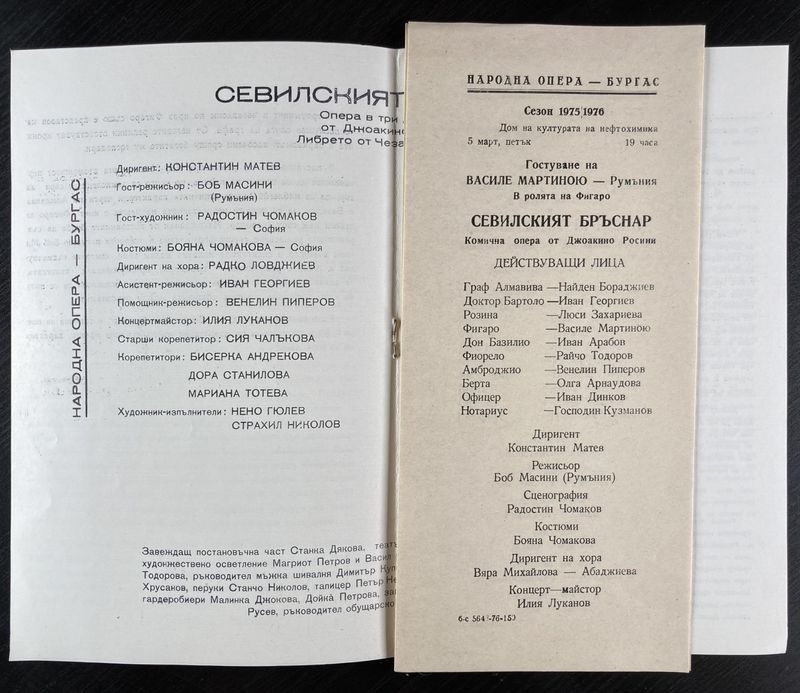 СЕВИЛСКИЯТ
Опера в три
от Джоакино
Либрето от
НАРОДНА ОПЕРА — БУРГАС
Диригент: КОНСТАНТИН МАТЕВ
Гост-режисьор: БОБ МАСИНИ
(Румъния)
Гост-художник: РАДОСТИН ЧОМАКОВ
— София
Костюми: БОЯНА ЧОМАКОВА — София
Диригент на хора: РАДКО ЛОВДЖИЕВ
Асистент-режисьор: ИВАН ГЕОРГИЕВ
Помощник-режисьор: ВЕНЕЛИН ПИПЕРОВ
Концертмайстор: ИЛИЯ ЛУКАНОВ
Старши корепетитор: СИЯ ЧАЛЪКОВА
Корепетитори: БИСЕРКА АНДРЕКОВА
ДОРА СТАНИЛОВА
МАРИАНА ТОТЕВА
Художник-изпълнители: НЕНО ГЮЛЕВ
СТРАХИЛ НИКОЛОВ
Завеждащ постановъчна част Станка Дякова,
художествено осветление Магриот Петров и Васил
Тодорова, ръководител мъжка шивалня Димитър
Хрусаков, перуки Станчо Николов, тапицер Петър
гардеробиери Малинка Джокова, Дойка Петрова,
Русев, ръководител
НАРОДНА ОПЕРА — БУРГАС
Сезон 1975/1976
Дом на културата на нефтохимика
5 март, петък 19 часа
Гостуване на
ВАСИЛЕ МАРТИНОЮ — Румъния
В ролята на Фигаро
СЕВИЛСКИЯТ БРЪСНАР
Комична опера от Джоакино Росини
ДЕЙСТВУВАЩИ ЛИЦА
Граф Алмавива —Найден Бораджиев
Доктор Бартоло —Иван Георгиев
Розина —Люси Захариева
Фигаро —Василе Мартиною
Дон Базилио —Иван Арабов
Фиорело —Райчо Тодоров
Амброджио —Венелин Пиперов
Берта —Олга Арнаудова
Офицер —Иван Динков
Нотариус —Господин Кузманов
Диригент
Константин Матев
Режисьор
Боб Масини (Румъния)
Сценография
Радостин Чомаков
Костюми
Бояна Чомакова
Диригент на хора
Вяра Михайлова — Абаджиева
Концерт—майстор
Илия Луканов